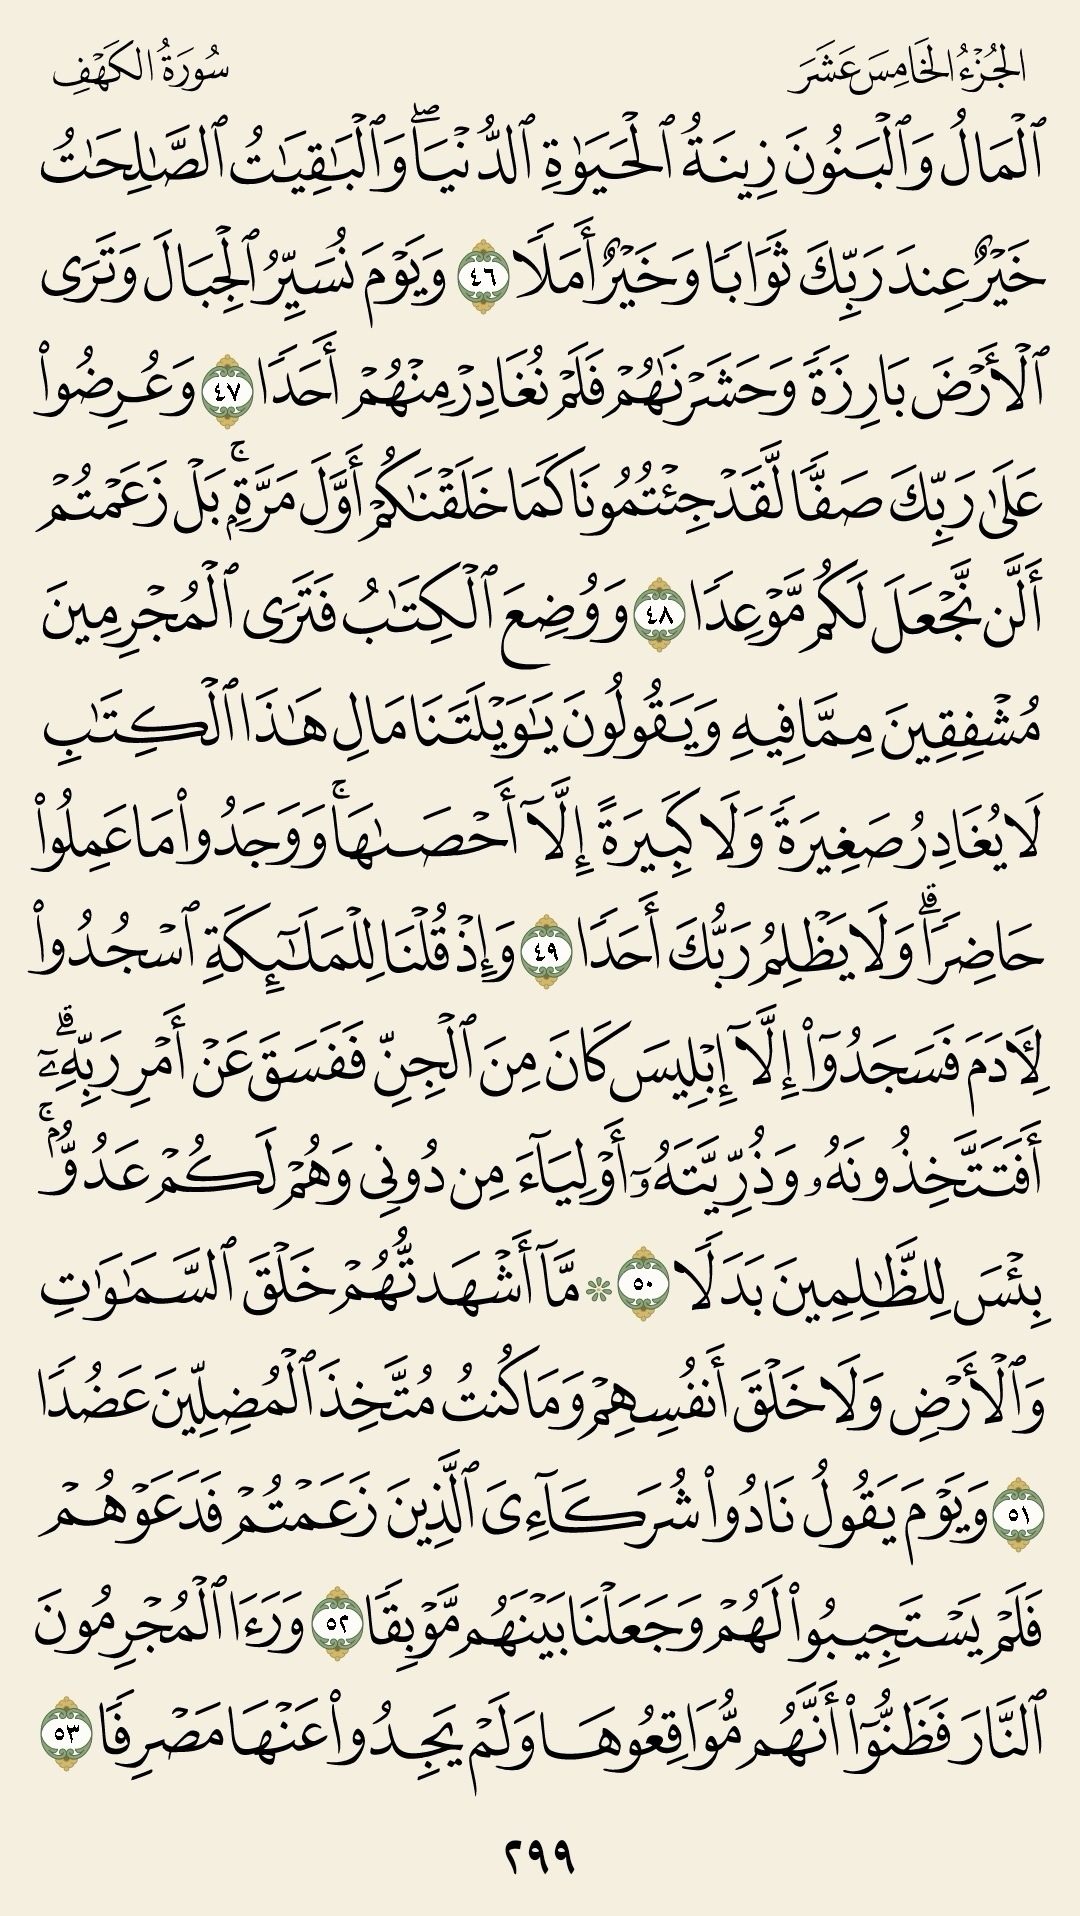 الجُزْءُ الخَامِسَ عَشَرَ
سُورَةُ الكَهْفِ
ٱلْمَالُ وَٱلْبَنُونَ زِينَةُ ٱلْحَيَوٰةِ ٱلدُّنْيَاۖ وَٱلْبَٰقِيَٰتُ ٱلصَّٰلِحَٰتُ
خَيْرٌ عِندَ رَبِّكَ ثَوَابًا وَخَيْرٌ أَمَلًا ٤٦ وَيَوْمَ نُسَيِّرُ ٱلْجِبَالَ وَتَرَى
ٱلْأَرْضَ بَارِزَةً وَحَشَرْنَٰهُمْ فَلَمْ نُغَادِرْ مِنْهُمْ أَحَدًا ٤٧ وَعُرِضُوا۟
عَلَىٰ رَبِّكَ صَفًّا لَّقَدْ جِئْتُمُونَا كَمَا خَلَقْنَٰكُمْ أَوَّلَ مَرَّةٍۭۚ بَلْ زَعَمْتُمْ
أَلَّن نَّجْعَلَ لَكُم مَّوْعِدًا ٤٨ وَوُضِعَ ٱلْكِتَٰبُ فَتَرَى ٱلْمُجْرِمِينَ
مُشْفِقِينَ مِمَّا فِيهِ وَيَقُولُونَ يَٰوَيْلَتَنَا مَالِ هَٰذَا ٱلْكِتَٰبِ
لَا يُغَادِرُ صَغِيرَةً وَلَا كَبِيرَةً إِلَّآ أَحْصَىٰهَاۚ وَوَجَدُوا۟ مَا عَمِلُوا۟
حَاضِرًاۗ وَلَا يَظْلِمُ رَبُّكَ أَحَدًا ٤٩ وَإِذْ قُلْنَا لِلْمَلَٰٓئِكَةِ ٱسْجُدُوا۟
لِـَٔادَمَ فَسَجَدُوٓا۟ إِلَّآ إِبْلِيسَ كَانَ مِنَ ٱلْجِنِّ فَفَسَقَ عَنْ أَمْرِ رَبِّهِۦٓۗ
أَفَتَتَّخِذُونَهُۥ وَذُرِّيَّتَهُۥٓ أَوْلِيَآءَ مِن دُونِى وَهُمْ لَكُمْ عَدُوٌّۢۚ
بِئْسَ لِلظَّٰلِمِينَ بَدَلًا ٥٠ ۞ مَّآ أَشْهَدتُّهُمْ خَلْقَ ٱلسَّمَٰوَٰتِ
وَٱلْأَرْضِ وَلَا خَلْقَ أَنفُسِهِمْ وَمَا كُنتُ مُتَّخِذَ ٱلْمُضِلِّينَ عَضُدًا
٥١ وَيَوْمَ يَقُولُ نَادُوا۟ شُرَكَآءِىَ ٱلَّذِينَ زَعَمْتُمْ فَدَعَوْهُمْ
فَلَمْ يَسْتَجِيبُوا۟ لَهُمْ وَجَعَلْنَا بَيْنَهُم مَّوْبِقًا ٥٢ وَرَءَا ٱلْمُجْرِمُونَ
ٱلنَّارَ فَظَنُّوٓا۟ أَنَّهُم مُّوَاقِعُوهَا وَلَمْ يَجِدُوا۟ عَنْهَا مَصْرِفًا ٥٣
٢٩٩